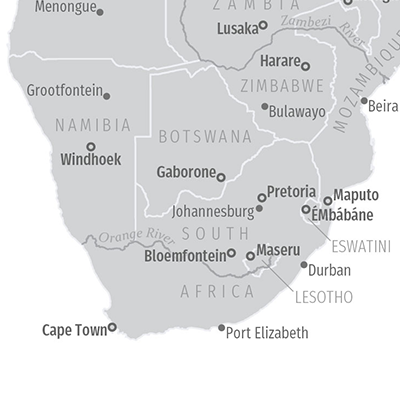 Menongue
ZAMBIA
Lusaka
Zambezi River
Harare
Grootfontein
ZIMBABWE
MOZAMBIQUE
Beira
Bulawayo
NAMIBIA
BOTSWANA
Windhoek
Gaborone
Pretoria
Maputo
Johannesburg
ÉMbábáne
Orange River
SOUTH
ESWATINI
Bloemfontein
Maseru
Durban
AFRICA
LESOTHO
Cape Town
Port Elizabeth